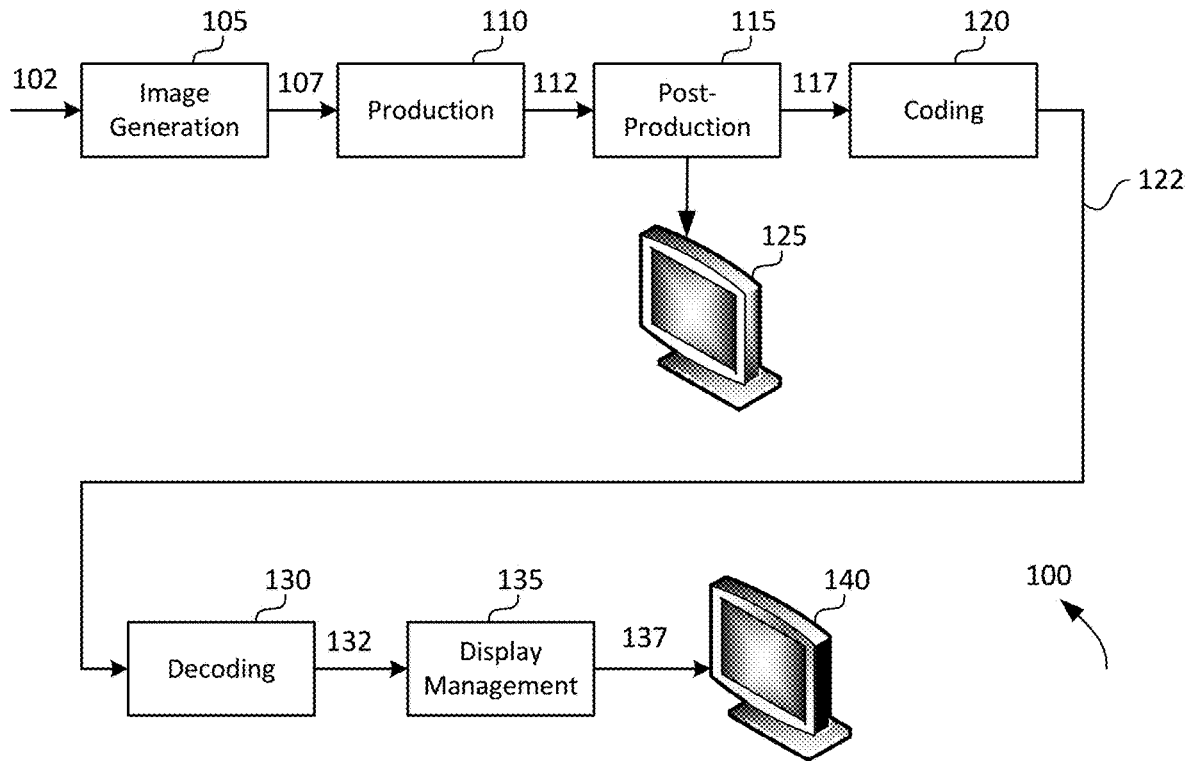 105
110
115
120
102
Image
Generation
107
Production
112
Post-
Production
117
Coding
122
125
130
135
140
100
Decoding
132
Display
Management
137